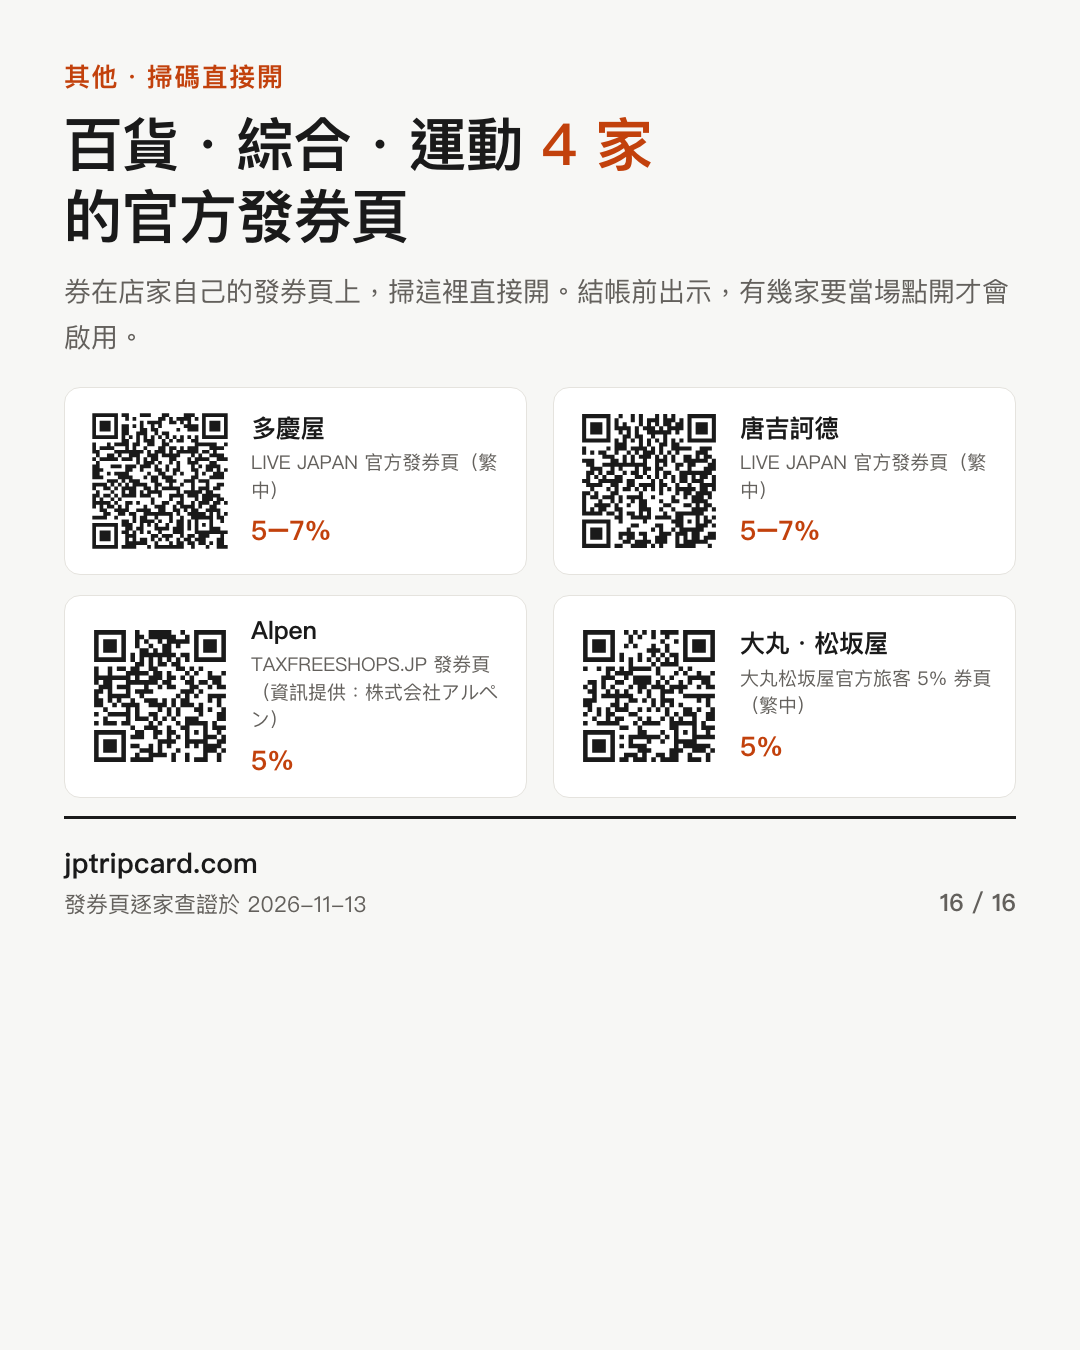 其他 · 掃碼直接開
百貨 · 綜合 · 運動 4 家
的官方發券頁
券在店家自己的發券頁上，掃這裡直接開。結帳前出示，有幾家要當場點開才會
啟用。
多慶屋
LIVE JAPAN 官方發券頁（繁
中）
5–7%
唐吉訶德
LIVE JAPAN 官方發券頁（繁
中）
5–7%
Alpen
TAXFREESHOPS.JP 發券頁
（資訊提供：株式会社アルペ
ン）
5%
大丸 · 松坂屋
大丸松坂屋官方旅客 5% 券頁
（繁中）
5%
jptripcard.com
發券頁逐家查證於 2026-11-13
16 / 16